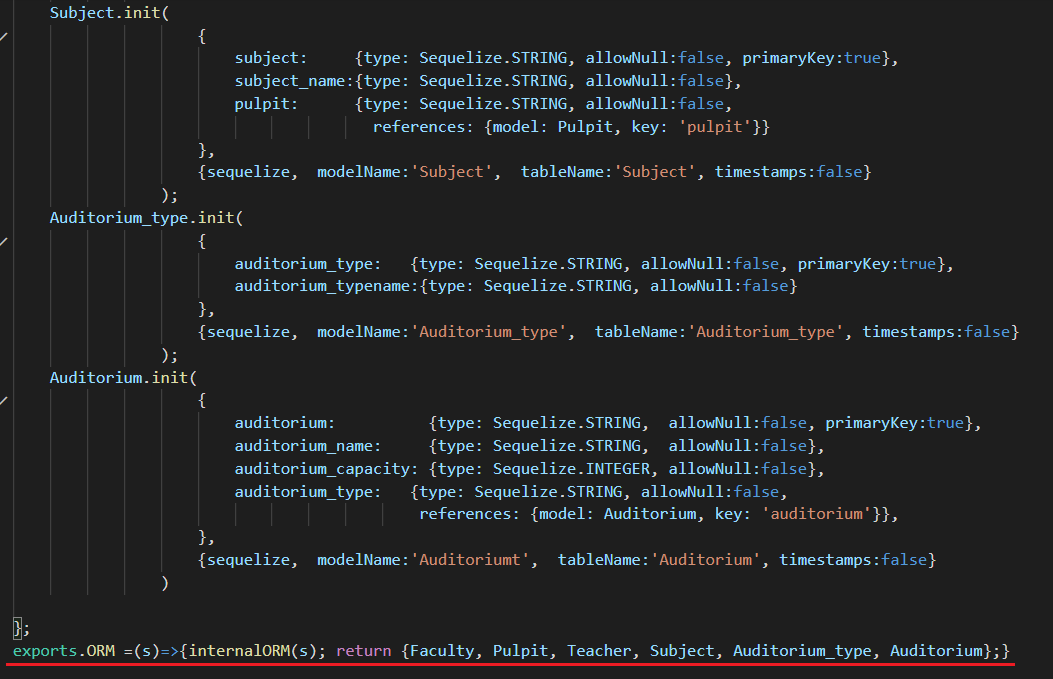 Subject.init(
{
subject:     {type: Sequelize.STRING, allowNull:false, primaryKey:true},
subject_name:{type: Sequelize.STRING, allowNull:false},
pulpit:      {type: Sequelize.STRING, allowNull:false,
references: {model: Pulpit, key: 'pulpit'}}
},
{sequelize,  modelName:'Subject',  tableName:'Subject', timestamps:false}
);
Auditorium_type.init(
{
auditorium_type:   {type: Sequelize.STRING, allowNull:false, primaryKey:true},
auditorium_typename:{type: Sequelize.STRING, allowNull:false}
},
{sequelize,  modelName:'Auditorium_type',  tableName:'Auditorium_type', timestamps:false}
);
Auditorium.init(
{
auditorium:          {type: Sequelize.STRING,  allowNull:false, primaryKey:true},
auditorium_name:     {type: Sequelize.STRING,  allowNull:false},
auditorium_capacity: {type: Sequelize.INTEGER, allowNull:false},
auditorium_type:   {type: Sequelize.STRING, allowNull:false,
references: {model: Auditorium, key: 'auditorium'}},
},
{sequelize,  modelName:'Auditoriumt',  tableName:'Auditorium', timestamps:false}
)
};
exports.ORM =(s)=>{internalORM(s); return {Faculty, Pulpit, Teacher, Subject, Auditorium_type, Auditorium};}